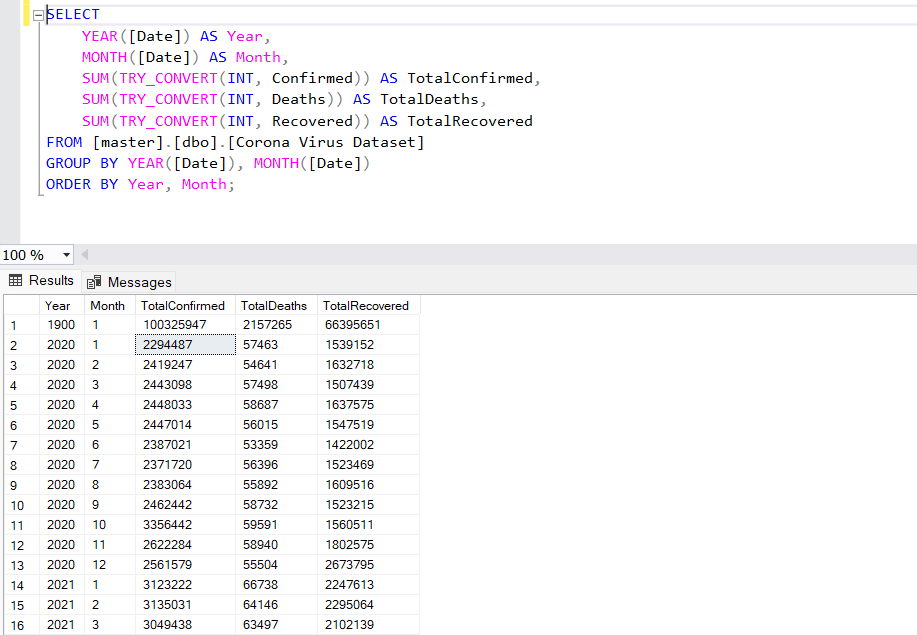 SELECT
YEAR([Date]) AS Year,
MONTH([Date]) AS Month,
SUM(TRY_CONVERT(INT, Confirmed)) AS TotalConfirmed,
SUM(TRY_CONVERT(INT, Deaths)) AS TotalDeaths,
SUM(TRY_CONVERT(INT, Recovered)) AS TotalRecovered
FROM [master].[dbo].[Corona Virus Dataset]
GROUP BY YEAR([Date]), MONTH([Date])
ORDER BY Year, Month;
100 %
Results Messages
Year Month TotalConfirmed TotalDeaths TotalRecovered
1 1900 1 100325947 2157265 66395651
2 2020 1 2294487 57463 1539152
3 2020 2 2419247 54641 1632718
4 2020 3 2443098 57498 1507439
5 2020 4 2448033 58687 1637575
6 2020 5 2447014 56015 1547519
7 2020 6 2387021 53359 1422002
8 2020 7 2371720 56396 1523469
9 2020 8 2383064 55892 1609516
10 2020 9 2462442 58732 1523215
11 2020 10 3356442 59591 1560511
12 2020 11 2622284 58940 1802575
13 2020 12 2561579 55504 2673795
14 2021 1 3123222 66738 2247613
15 2021 2 3135031 64146 2295064
16 2021 3 3049438 63497 2102139